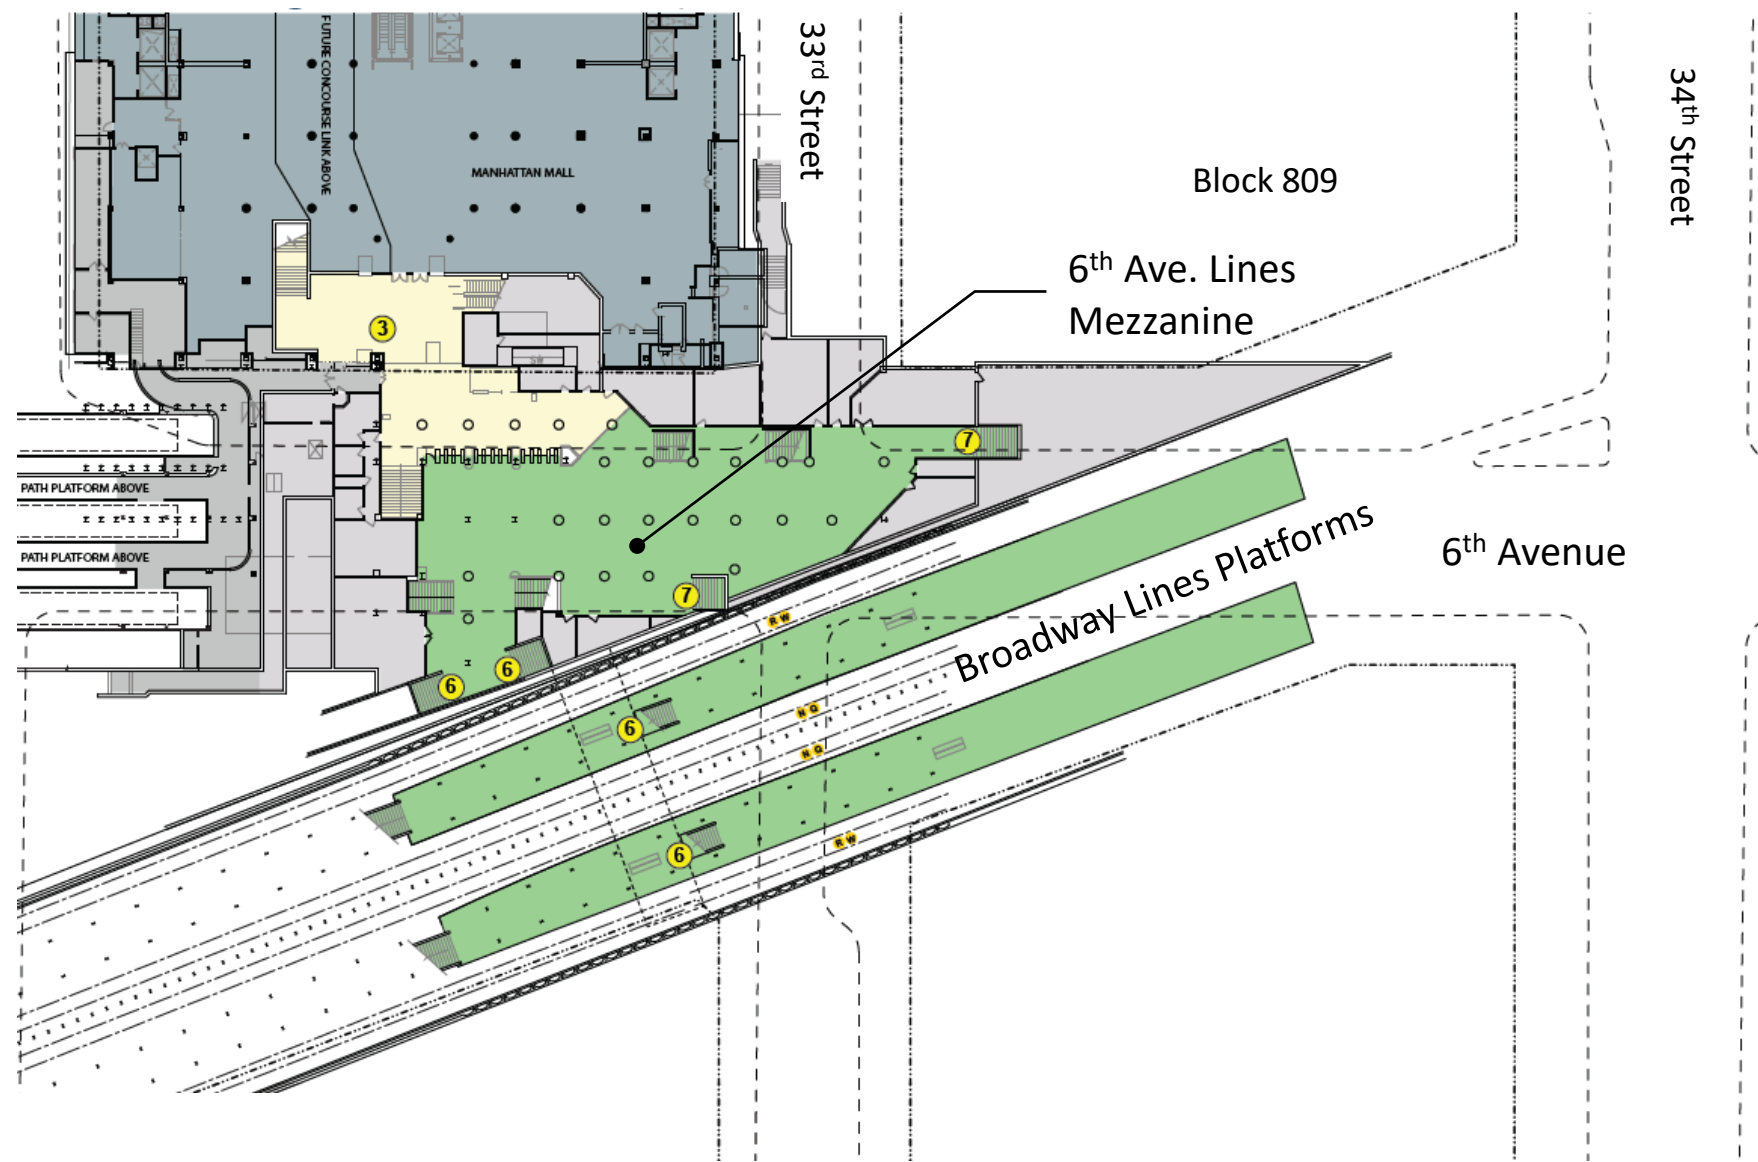 FUTURE CONCOURSE LINK ABOVE
33rd Street
34th Street
MANHATTAN MALL
Block 809
6th Ave. Lines
Mezzanine
3
SW
7
PATH PLATFORM ABOVE
PATH PLATFORM ABOVE
Broadway Lines Platforms
6th Avenue
7
R W
6
6
6
N Q
N Q
6
R W